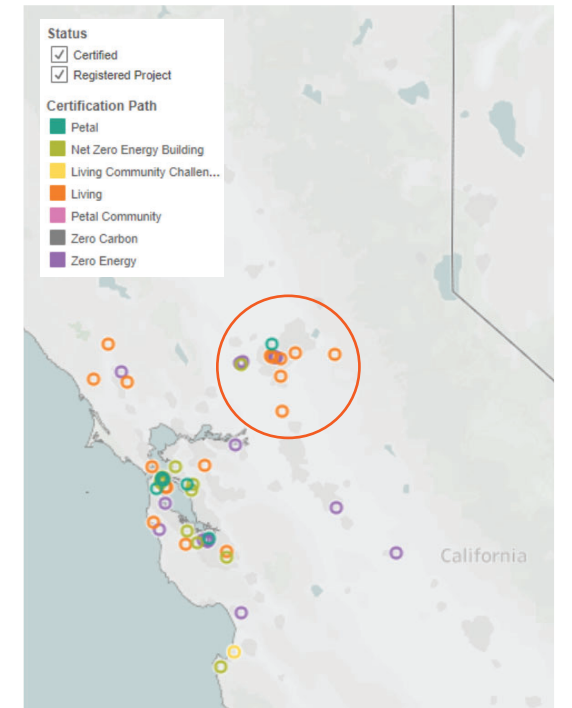 Status
Certified
Registered Project
Certification Path
Petal
Net Zero Energy Building
Living Community Challen...
Living
Petal Community
Zero Carbon
Zero Energy
California